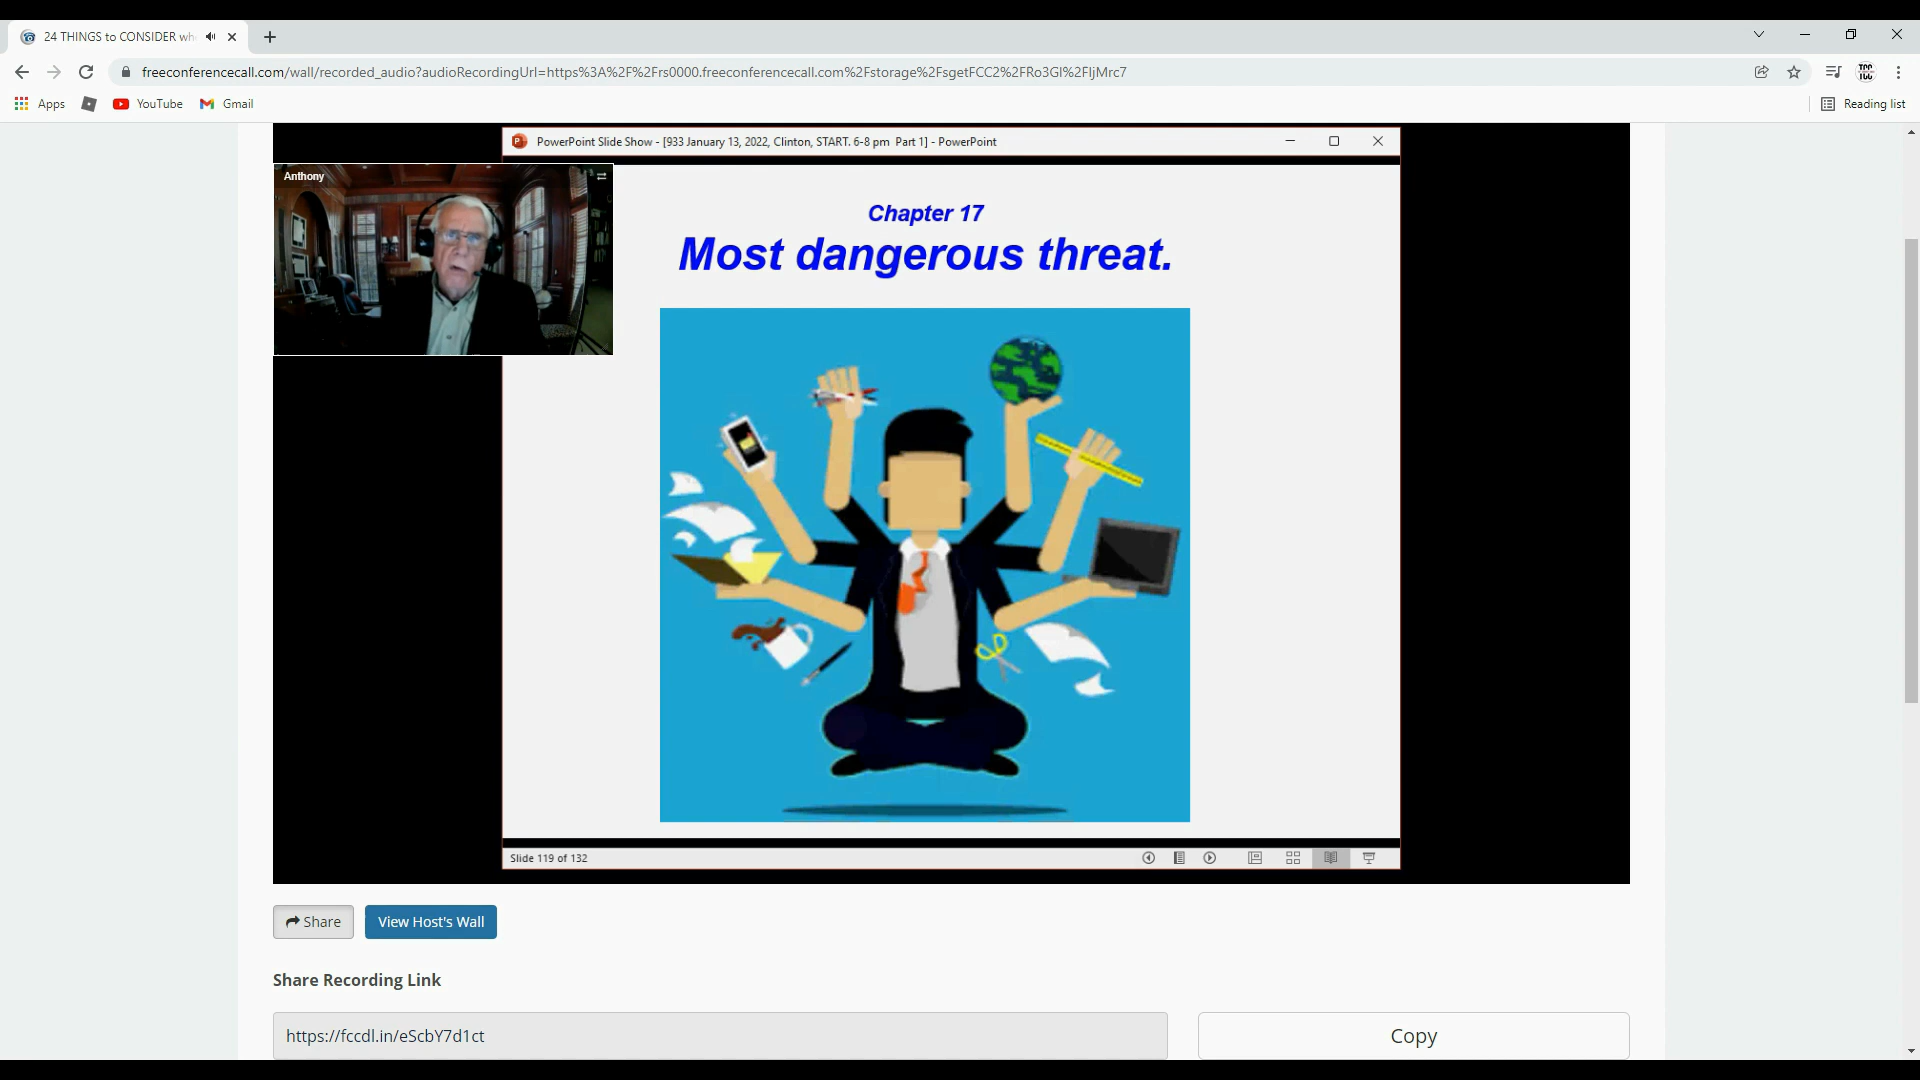 24 THINGS to CONSIDER wh
freeconferencecall.com/wall/recorded_audio?audioRecordingUrl=https%3A%2F%2Frs0000.freeconferencecall.com%2Fstorage%2FsgetFCC2%2FRo3GI%2FIjMrc7
Apps
YouTube
Gmail
Reading list
PowerPoint Slide Show - [933 January 13, 2022, Clinton, START. 6-8 pm Part 1] - PowerPoint
Anthony
Chapter 17
Most dangerous threat.
Slide 119 of 132
Share
View Host's Wall
Share Recording Link
https://fccdl.in/eScbY7d1ct
Copy